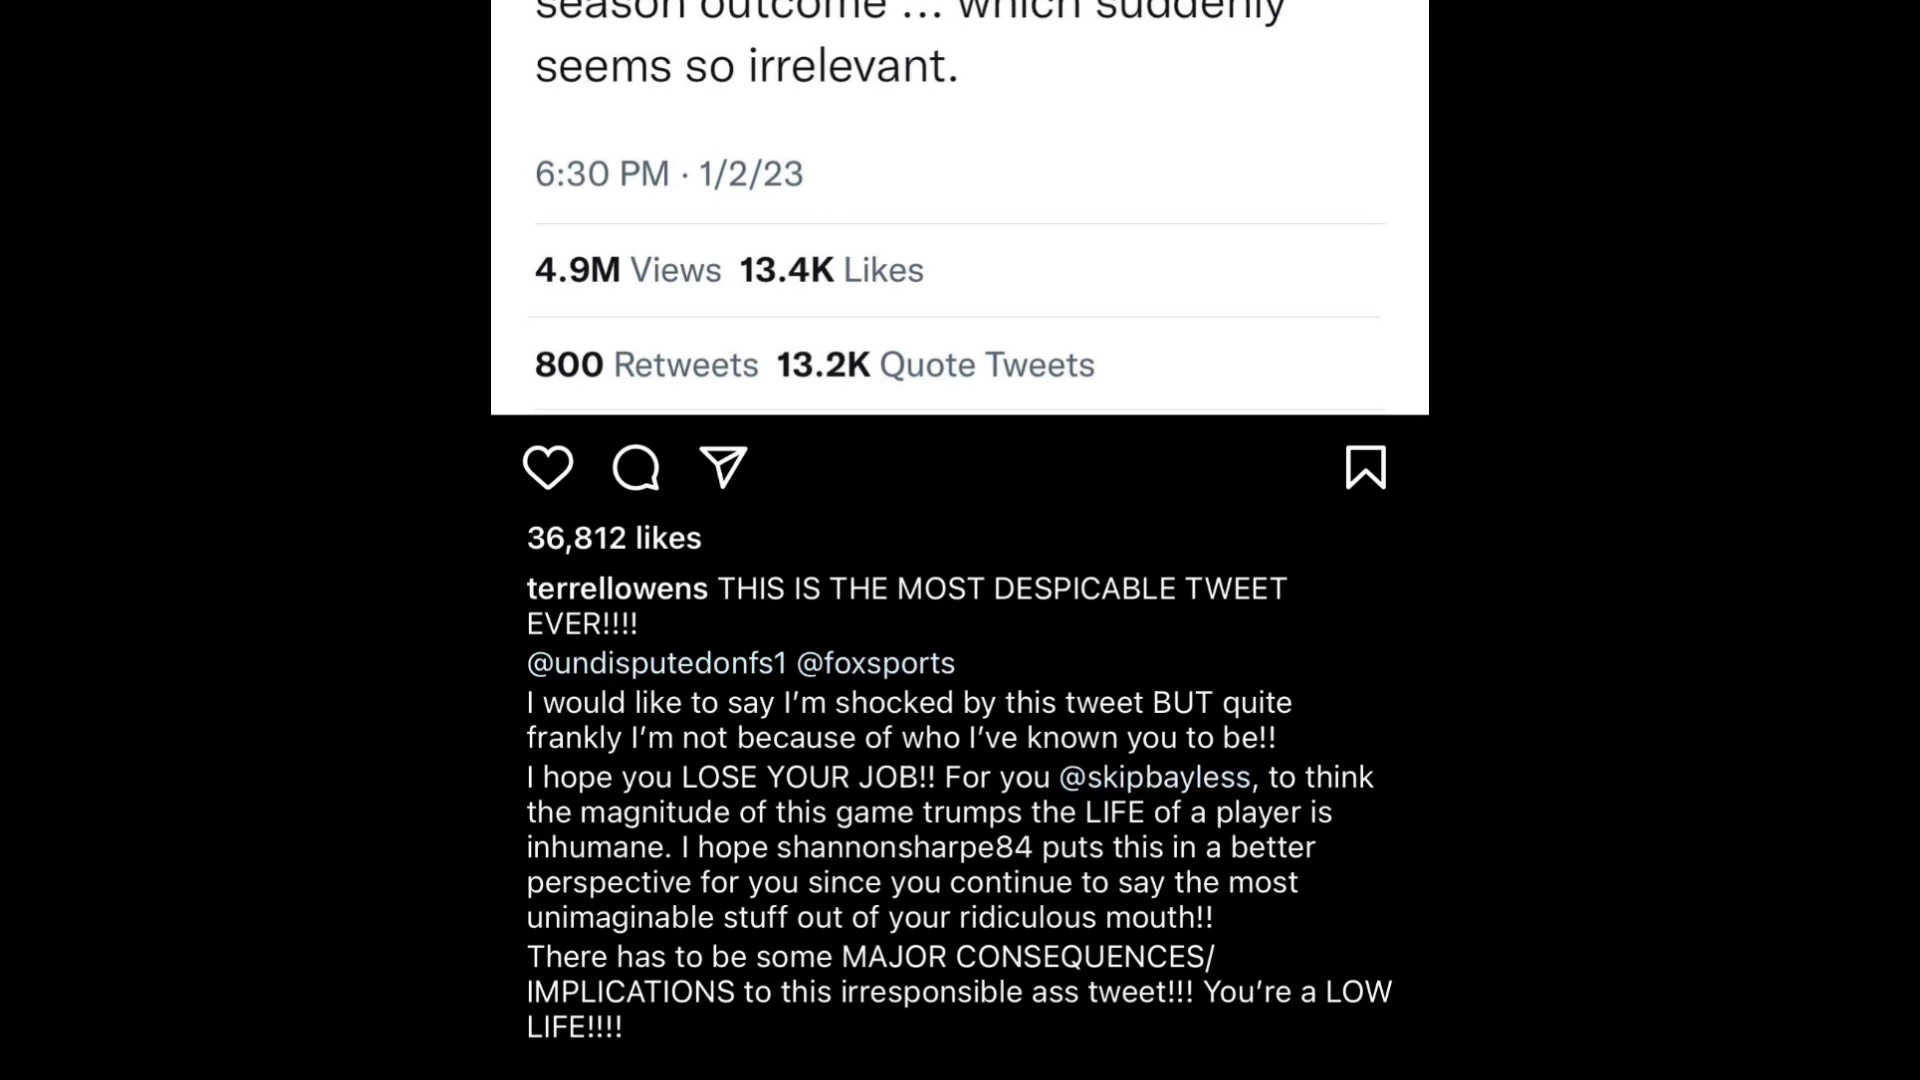 season outcome ... which suddenly
seems so irrelevant.
6:30 PM · 1/2/23
4.9M Views 13.4K Likes
800 Retweets 13.2K Quote Tweets
36,812 likes
terrellowens THIS IS THE MOST DESPICABLE TWEET
EVER!!!!
@undisputedonfs1 @foxsports
I would like to say I’m shocked by this tweet BUT quite
frankly I’m not because of who I’ve known you to be!!
I hope you LOSE YOUR JOB!! For you @skipbayless, to think
the magnitude of this game trumps the LIFE of a player is
inhumane. I hope shannonsharpe84 puts this in a better
perspective for you since you continue to say the most
unimaginable stuff out of your ridiculous mouth!!
There has to be some MAJOR CONSEQUENCES/
IMPLICATIONS to this irresponsible ass tweet!!! You’re a LOW
LIFE!!!!